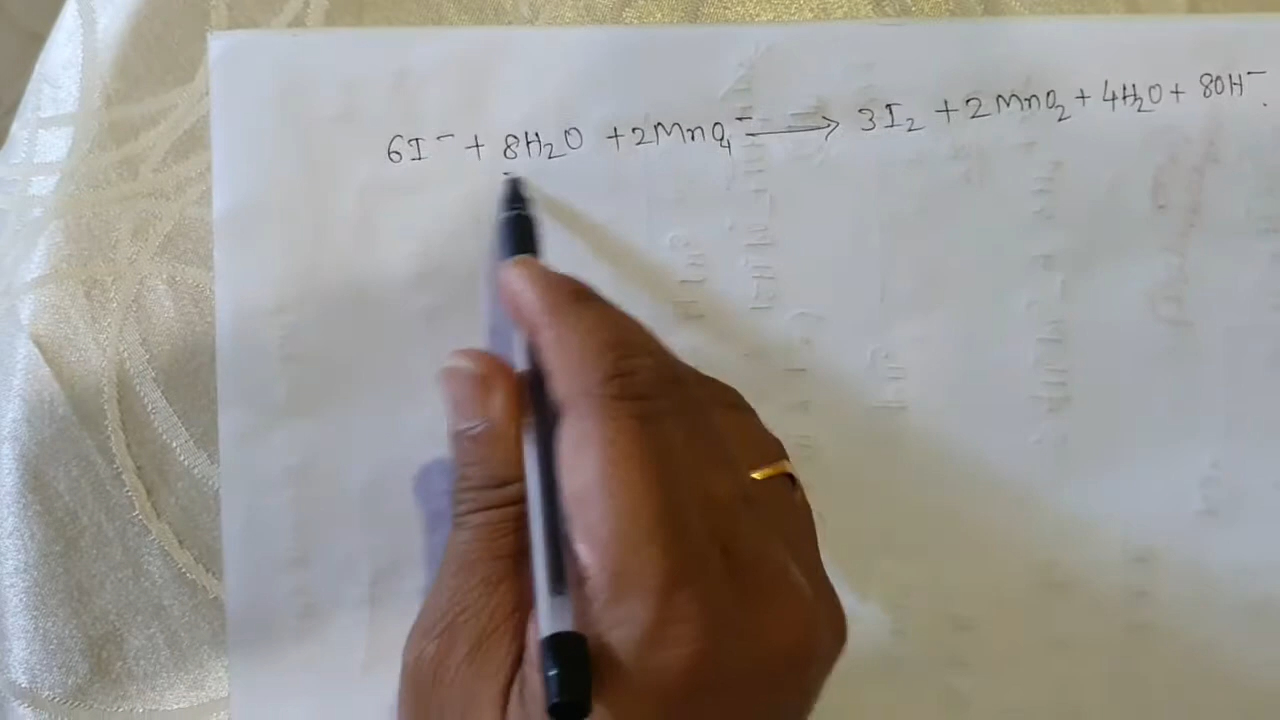 6I⁻ + 8H₂O + 2MnO₄⁻ ⟶ 3I₂ + 2MnO₂ + 4H₂O + 8OH⁻.